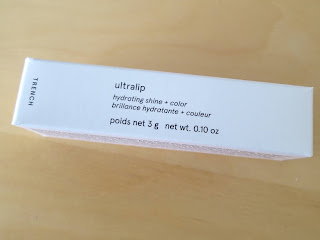 TRENCH
ultralip
hydrating shine + color
brillance hydratante + couleur
poids net 3 g  net wt. 0.10 oz